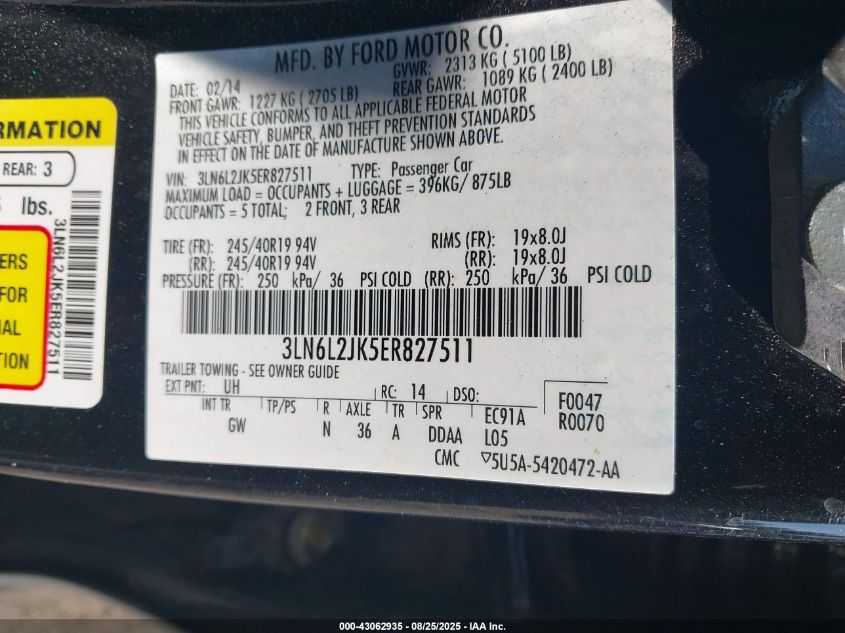 MFD. BY FORD MOTOR CO.
DATE: 02/14 GVWR: 2313 KG ( 5100 LB)
FRONT GAWR: 1227 KG ( 2705 LB) REAR GAWR: 1089 KG ( 2400 LB)
THIS VEHICLE CONFORMS TO ALL APPLICABLE FEDERAL MOTOR
VEHICLE SAFETY, BUMPER, AND THEFT PREVENTION STANDARDS
IN EFFECT ON THE DATE OF MANUFACTURE SHOWN ABOVE.
VIN: 3LN6L2JK5ER827511 TYPE: Passenger Car
MAXIMUM LOAD = OCCUPANTS + LUGGAGE = 396KG/ 875LB
OCCUPANTS = 5 TOTAL; 2 FRONT, 3 REAR
TIRE (FR): 245/40R19 94V RIMS (FR): 19x8.0J
(RR): 245/40R19 94V (RR): 19x8.0J
PRESSURE (FR): 250 kPa/ 36 PSI COLD (RR): 250 kPa/ 36 PSI COLD
3LN6L2JK5ER827511
TRAILER TOWING - SEE OWNER GUIDE
EXT PNT: UH RC: 14 DSO: F0047
INT TR TP/PS R AXLE TR SPR EC91A R0070
GW N 36 A DDAA L05
CMC ▽5U5A-5420472-AA
RMATION
REAR: 3
lbs.
ERS
FOR
AL
ON
3LN6L2JK5ER827511
000-43062935 - 08/25/2025 - IAA Inc.